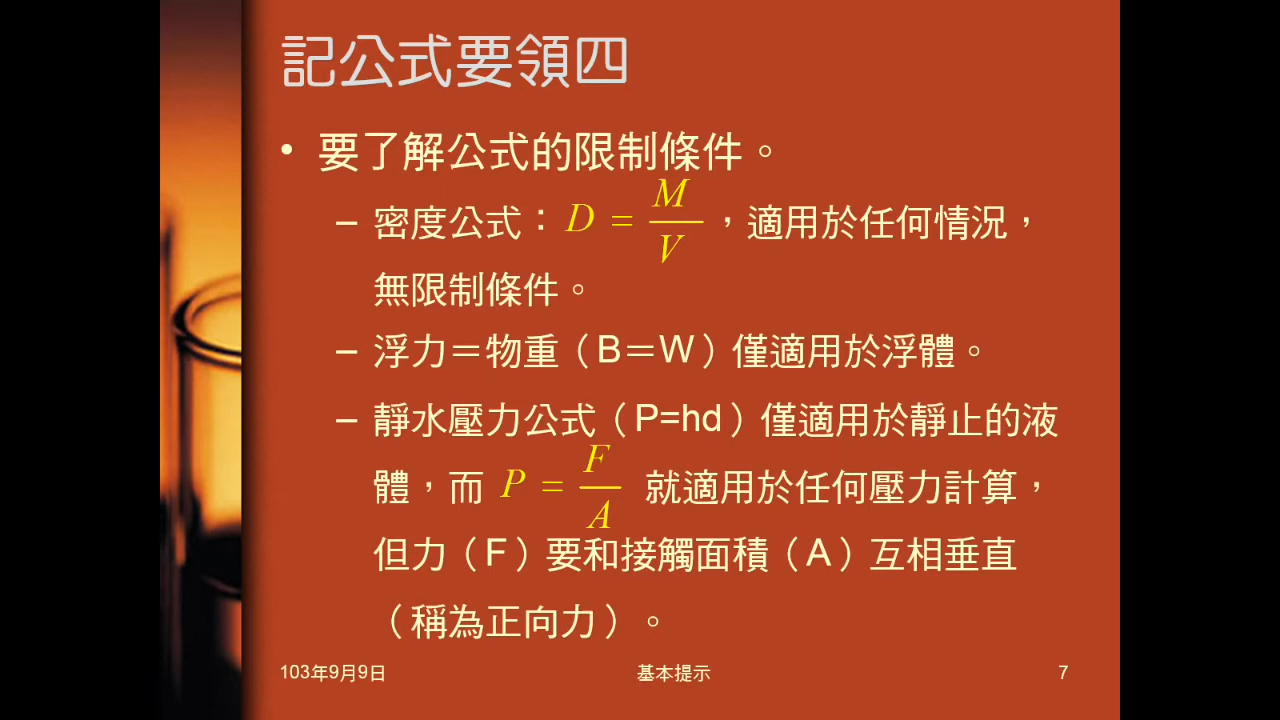 記公式要領四
• 要了解公式的限制條件。
– 密度公式：D = M/V，適用於任何情況，
無限制條件。
– 浮力＝物重（B＝W）僅適用於浮體。
– 靜水壓力公式（P=hd）僅適用於靜止的液
體，而 P = F/A 就適用於任何壓力計算，
但力（F）要和接觸面積（A）互相垂直
（稱為正向力）。
103年9月9日 基本提示 7